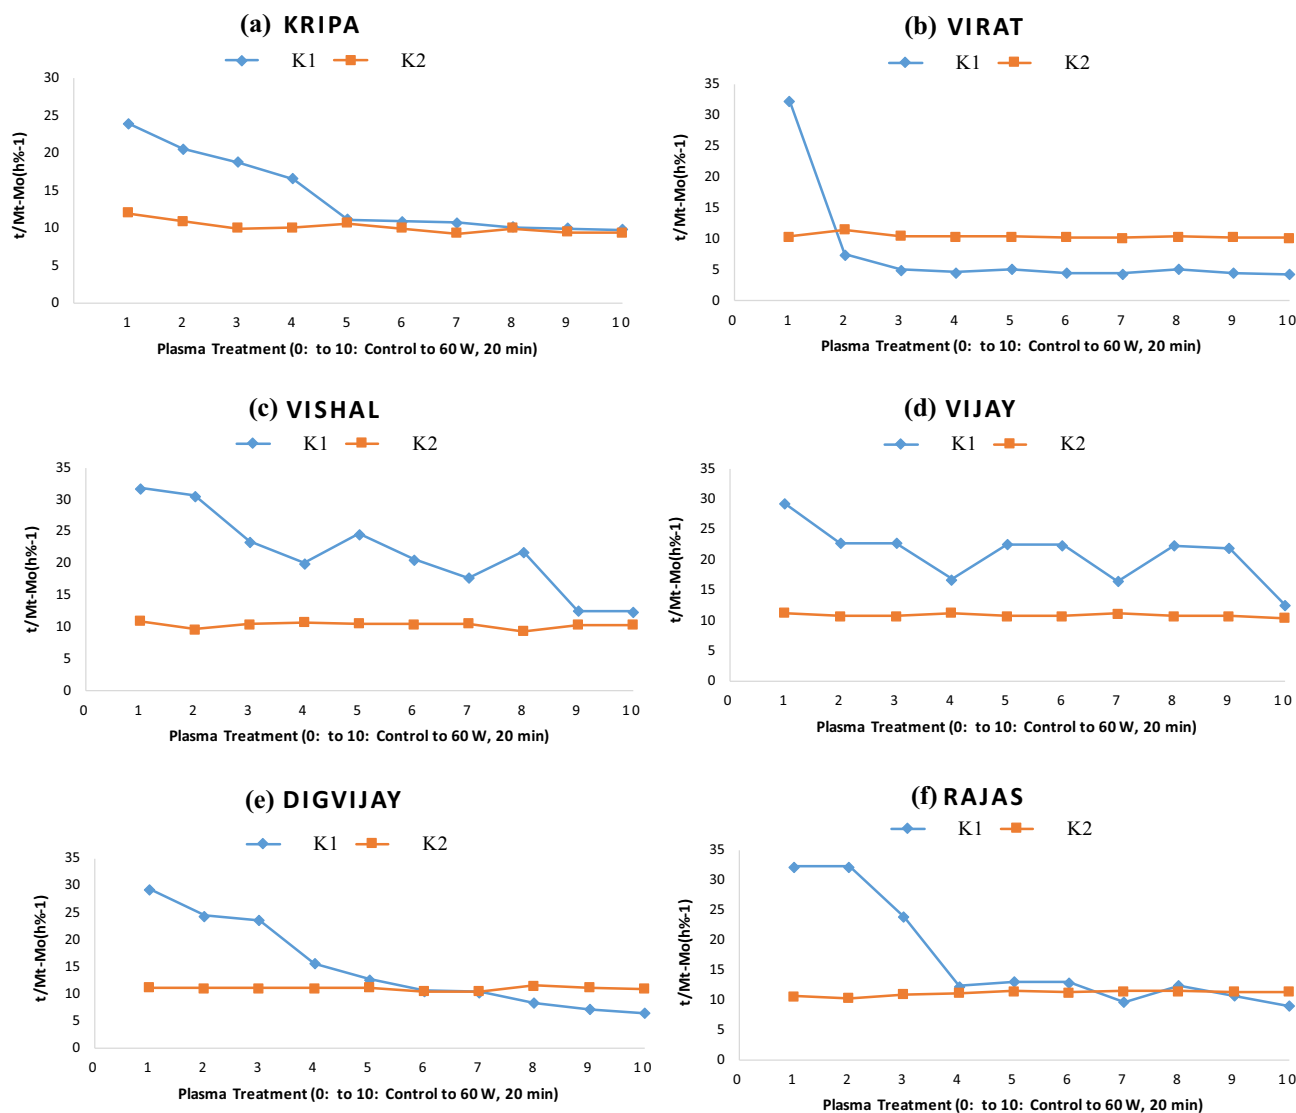 (a) KRIPA
K1 K2
30
25
20
15
10
5
0
t/Mt-Mo(h%-1)
1 2 3 4 5 6 7 8 9 10
Plasma Treatment (0: to 10: Control to 60 W, 20 min)
(b) VIRAT
K1 K2
35
30
25
20
15
10
5
0
t/Mt-Mo(h%-1)
0 1 2 3 4 5 6 7 8 9 10
Plasma Treatment (0: to 10: Control to 60 W, 20 min)
(c) VISHAL
K1 K2
35
30
25
20
15
10
5
0
t/Mt-Mo(h%-1)
0 1 2 3 4 5 6 7 8 9 10
Plasma Treatment (0: to 10: Control to 60 W, 20 min)
(d) VIJAY
K1 K2
35
30
25
20
15
10
5
0
t/Mt-Mo(h%-1)
0 1 2 3 4 5 6 7 8 9 10
Plasma Treatment (0: to 10: Control to 60 W, 20 min)
(e) DIGVIJAY
K1 K2
35
30
25
20
15
10
5
0
t/Mt-Mo(h%-1)
0 1 2 3 4 5 6 7 8 9 10
Plasma Treatment (0: to 10: Control to 60 W, 20 min)
(f) RAJAS
K1 K2
35
30
25
20
15
10
5
0
t/Mt-Mo(h%-1)
0 1 2 3 4 5 6 7 8 9 10
Plasma Treatment (0: to 10: Control to 60 W, 20 min)